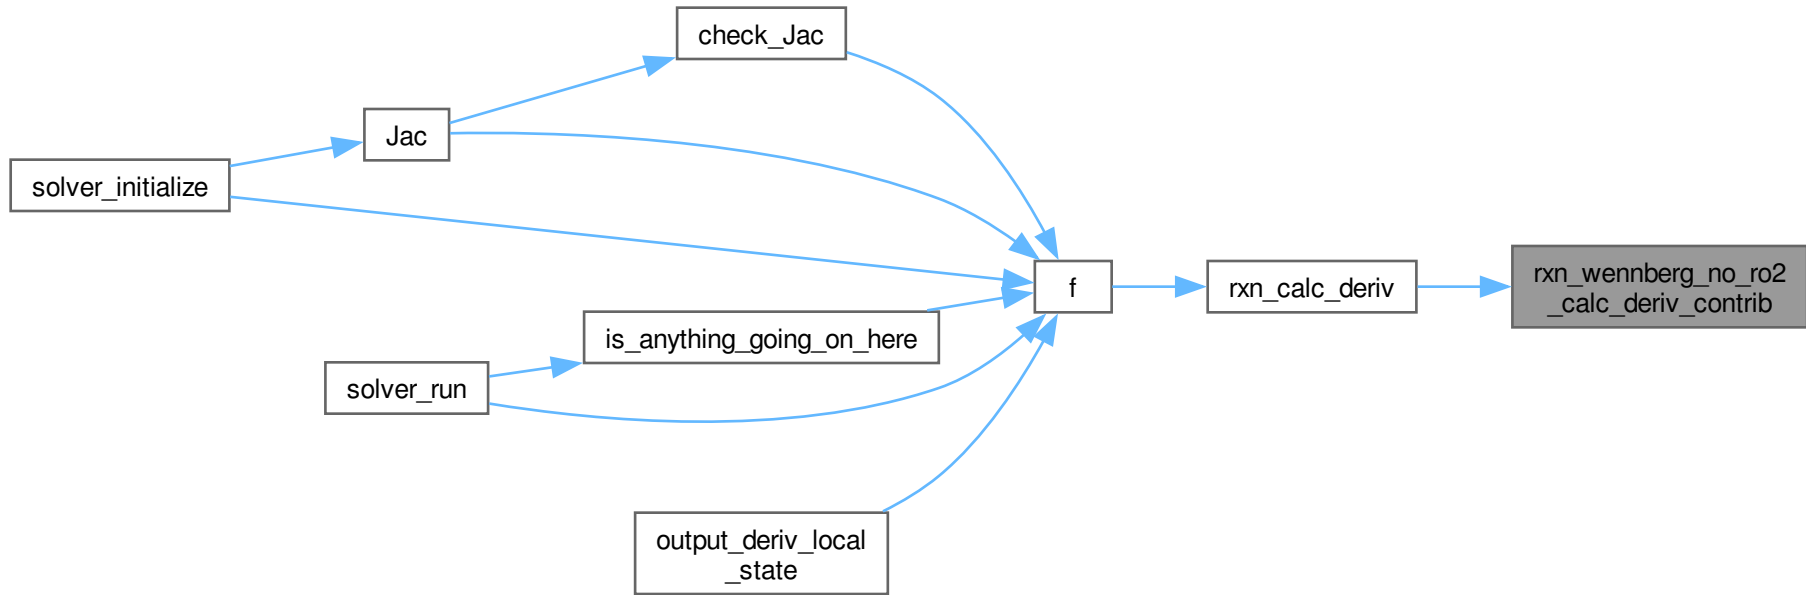 check_Jac
Jac
solver_initialize
f
rxn_calc_deriv
rxn_wennberg_no_ro2
_calc_deriv_contrib
is_anything_going_on_here
solver_run
output_deriv_local
_state